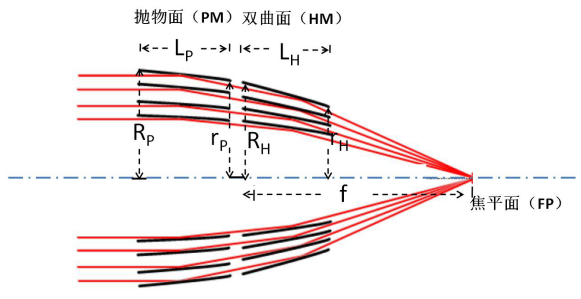 抛物面（PM） 双曲面（HM）
L_P L_H
R_P r_P R_H r_H
f
焦平面（FP）